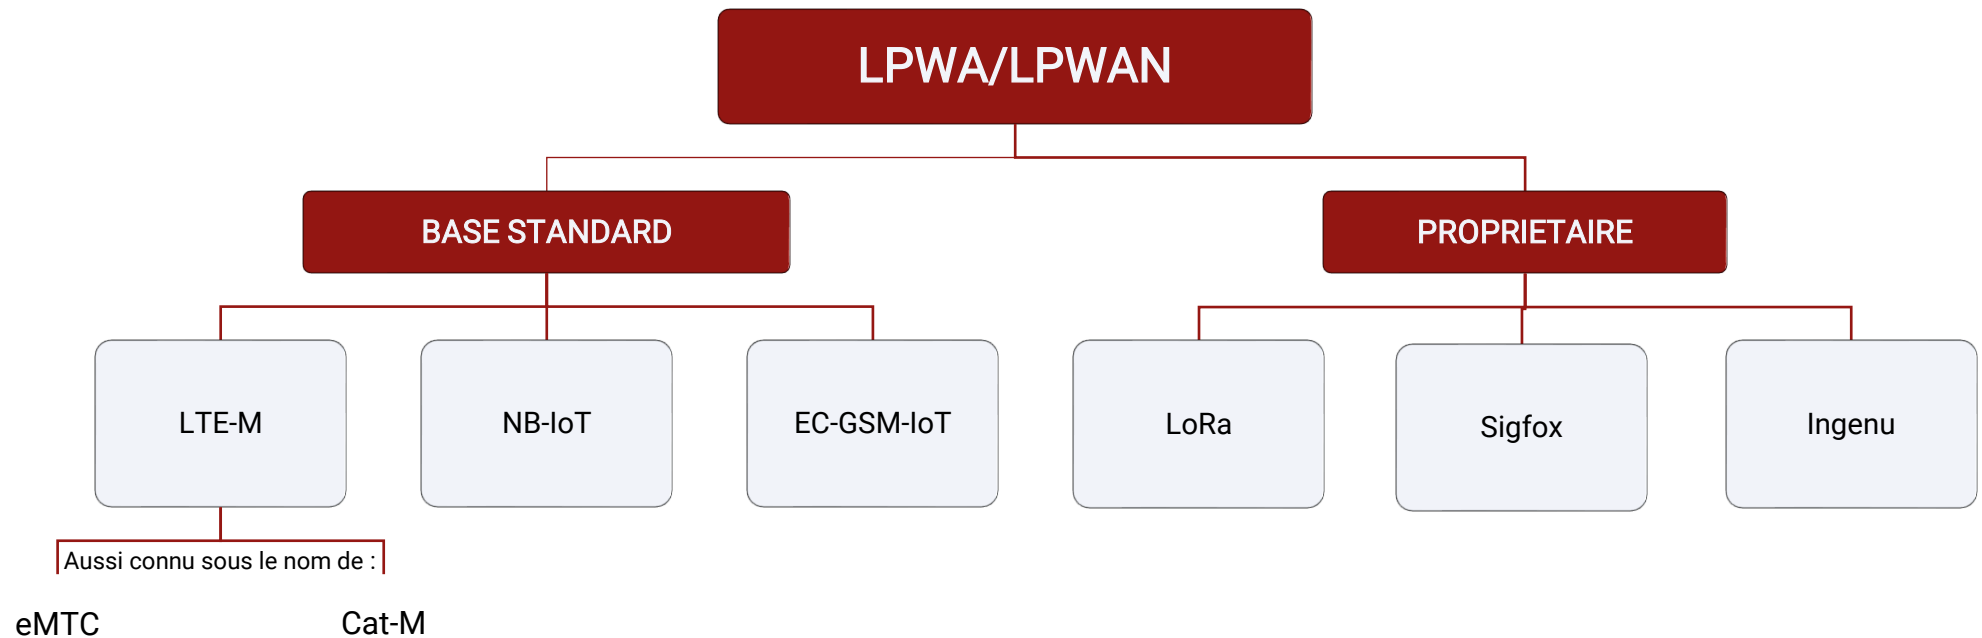 LPWA/LPWAN
BASE STANDARD
PROPRIETAIRE
LTE-M
NB-IoT
EC-GSM-IoT
LoRa
Sigfox
Ingenu
Aussi connu sous le nom de :
eMTC
Cat-M